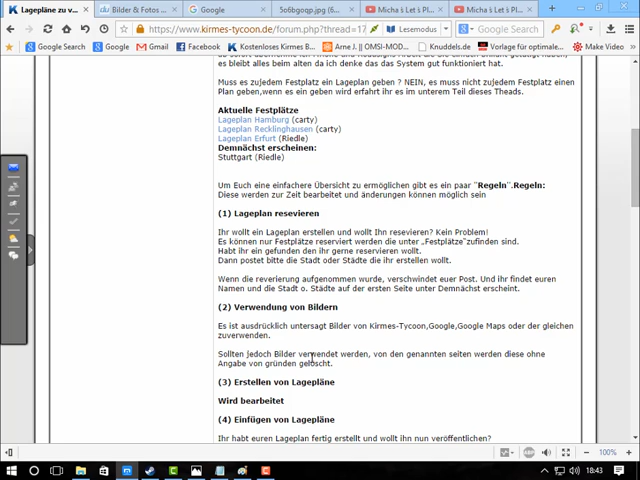 Lagepläne zu v...
Bilder & Fotos ...
Google
5o6bgoqp.jpg (6...
Micha´s Let´s Pl...
Micha´s Let´s Pl...
https://www.kirmes-tycoon.de/forum.php?thread=17
Lesemodus
Google Search
Google Su v...
Google Su v...
Facebook
Kostenloses Kirmes B...
Arne J. || OMSI-MOD...
Knuddels.de
Vorlage für optimale...
Make Video
es bleibt alles beim alten da ich denke das das System gut funktioniert hat.
Muss es zujedem Festplatz ein Lageplan geben ? NEIN, es muss nicht zujedem Festplatz einen
Plan geben,wenn es ein geben wird erfahrt ihr es im unterem Teil dieses Threads.
Aktuelle Festplätze
Lageplan Hamburg (carty)
Lageplan Recklinghausen (carty)
Lageplan Erfurt (Riedle)
Demnächst erscheinen:
Stuttgart (Riedle)
Um Euch eine einfachere Übersicht zu ermöglichen gibt es ein paar "Regeln".Regeln:
Diese werden zur Zeit bearbeitet und änderungen können möglich sein
(1) Lageplan resevieren
Ihr wollt ein Lageplan erstellen und wollt Ihn resevieren? Kein Problem!
Es können nur Festplätze reserviert werden die unter „Festplätze"zufinden sind.
Habt ihr ein gefunden den ihr gerne reservieren wollt.
Dann postet bitte die Stadt oder Städte die ihr erstellen wollt.
Wenn die reverierung aufgenommen wurde, verschwindet euer Post. Und ihr findet euren
Namen und die Stadt o. Städte auf der ersten Seite unter Demnächst erscheint.
(2) Verwendung von Bildern
Es ist ausdrücklich untersagt Bilder von Kirmes-Tycoon,Google,Google Maps oder der gleichen
zuverwenden.
Sollten jedoch Bilder verwendet werden, von den genannten seiten werden diese ohne
Angabe von gründen gelöscht.
(3) Erstellen von Lagepläne
Wird bearbeitet
(4) Einfügen von Lagepläne
Ihr habt euren Lageplan fertig erstellt und wollt ihn nun veröffentlichen?
100%
18:43